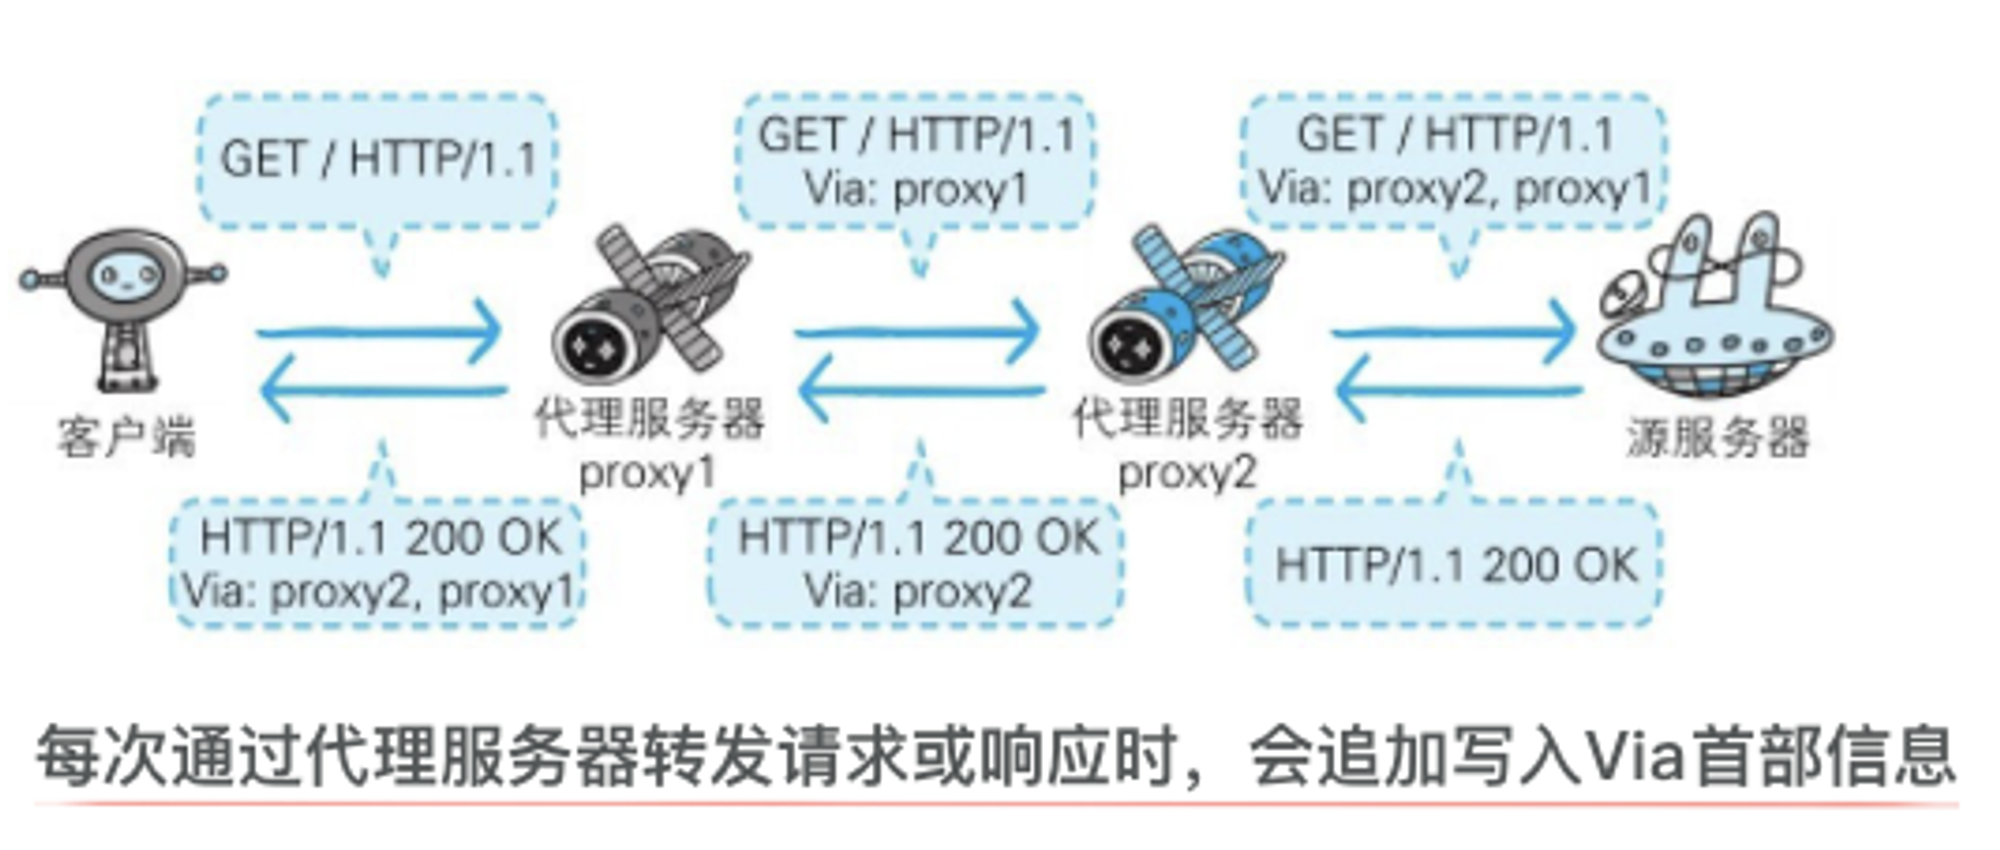 GET / HTTP/1.1
GET / HTTP/1.1
Via: proxy1
GET / HTTP/1.1
Via: proxy2, proxy1
客户端
代理服务器
proxy1
代理服务器
proxy2
源服务器
HTTP/1.1 200 OK
Via: proxy2, proxy1
HTTP/1.1 200 OK
Via: proxy2
HTTP/1.1 200 OK
每次通过代理服务器转发请求或响应时，会追加写入Via首部信息